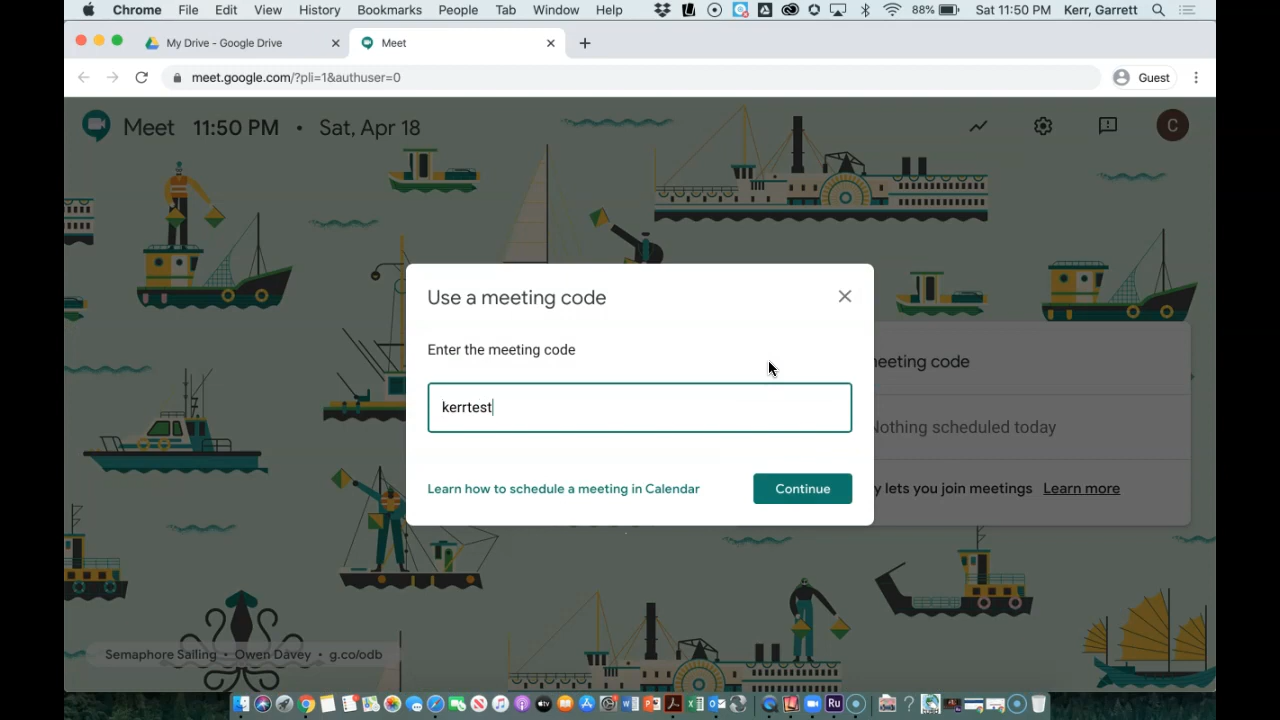 Chrome File Edit View History Bookmarks People Tab Window Help 88% Sat 11:50 PM Kerr, Garrett
My Drive - Google Drive Meet
meet.google.com/?pli=1&authuser=0 Guest
Meet 11:50 PM • Sat, Apr 18 C
Use a meeting code
Enter the meeting code
eeting code
kerrtest
Nothing scheduled today
Learn how to schedule a meeting in Calendar Continue
y lets you join meetings Learn more
Semaphore Sailing • Owen Davey • g.co/odb